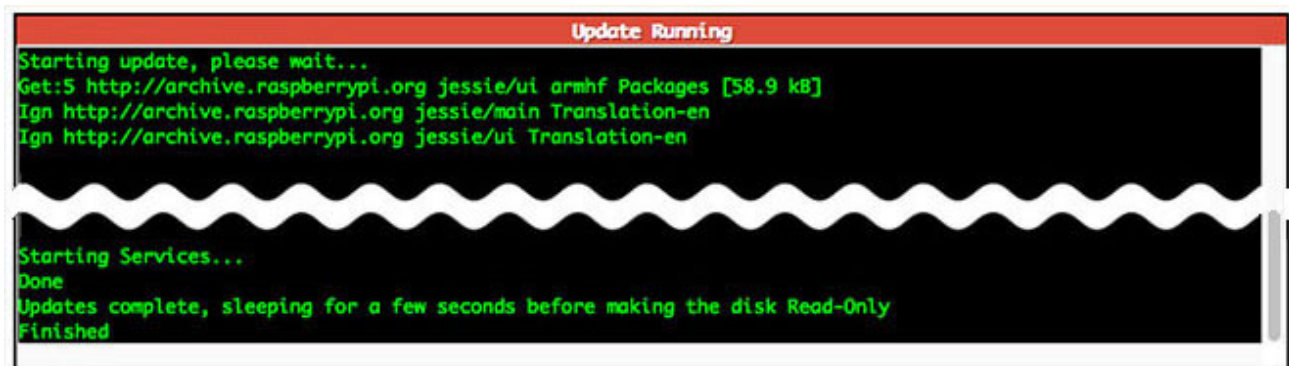 Update Running
Starting update, please wait...
Get:5 http://archive.raspberrypi.org jessie/ui armhf Packages [58.9 kB]
Ign http://archive.raspberrypi.org jessie/main Translation-en
Ign http://archive.raspberrypi.org jessie/ui Translation-en
Starting Services...
Done
Updates complete, sleeping for a few seconds before making the disk Read-Only
Finished